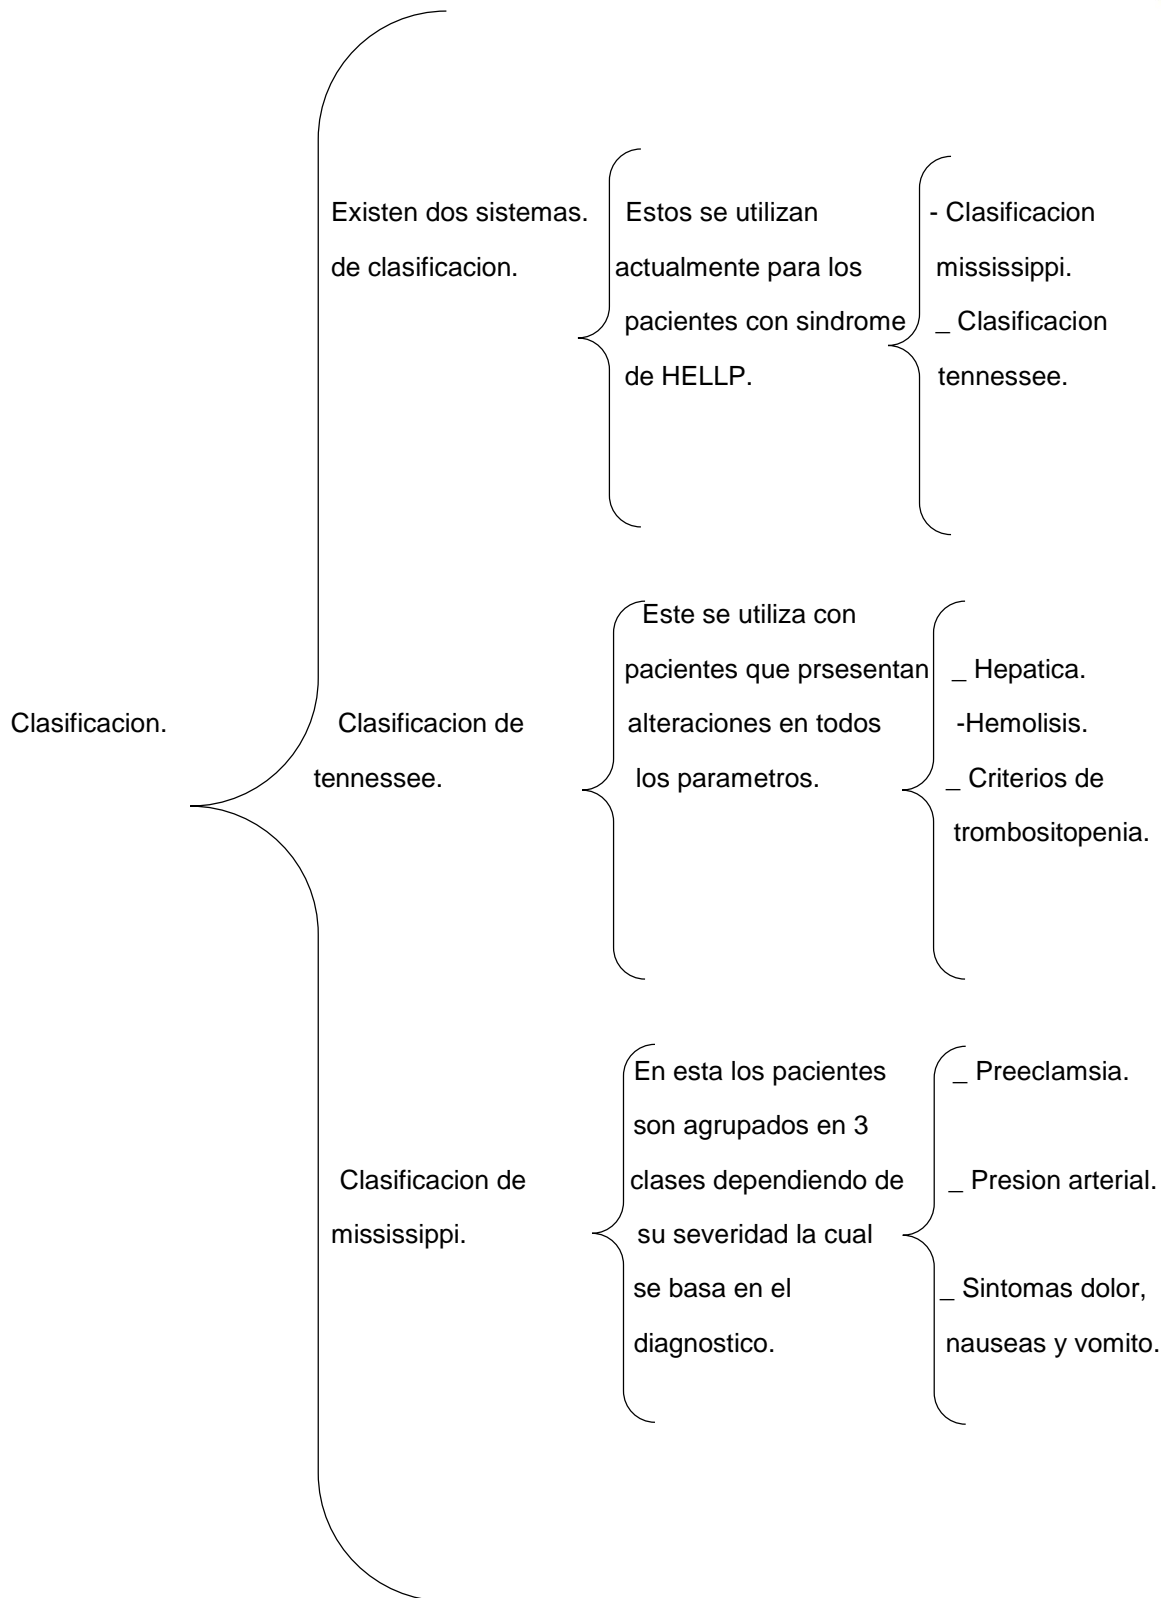 Clasificacion.
Existen dos sistemas.
de clasificacion.
Estos se utilizan
actualmente para los
pacientes con sindrome
de HELLP.
- Clasificacion
mississippi.
_ Clasificacion
tennessee.
Clasificacion de
tennessee.
Este se utiliza con
pacientes que prsesentan
alteraciones en todos
los parametros.
_ Hepatica.
-Hemolisis.
_ Criterios de
trombositopenia.
Clasificacion de
mississippi.
En esta los pacientes
son agrupados en 3
clases dependiendo de
su severidad la cual
se basa en el
diagnostico.
_ Preeclamsia.
_ Presion arterial.
_ Sintomas dolor,
nauseas y vomito.